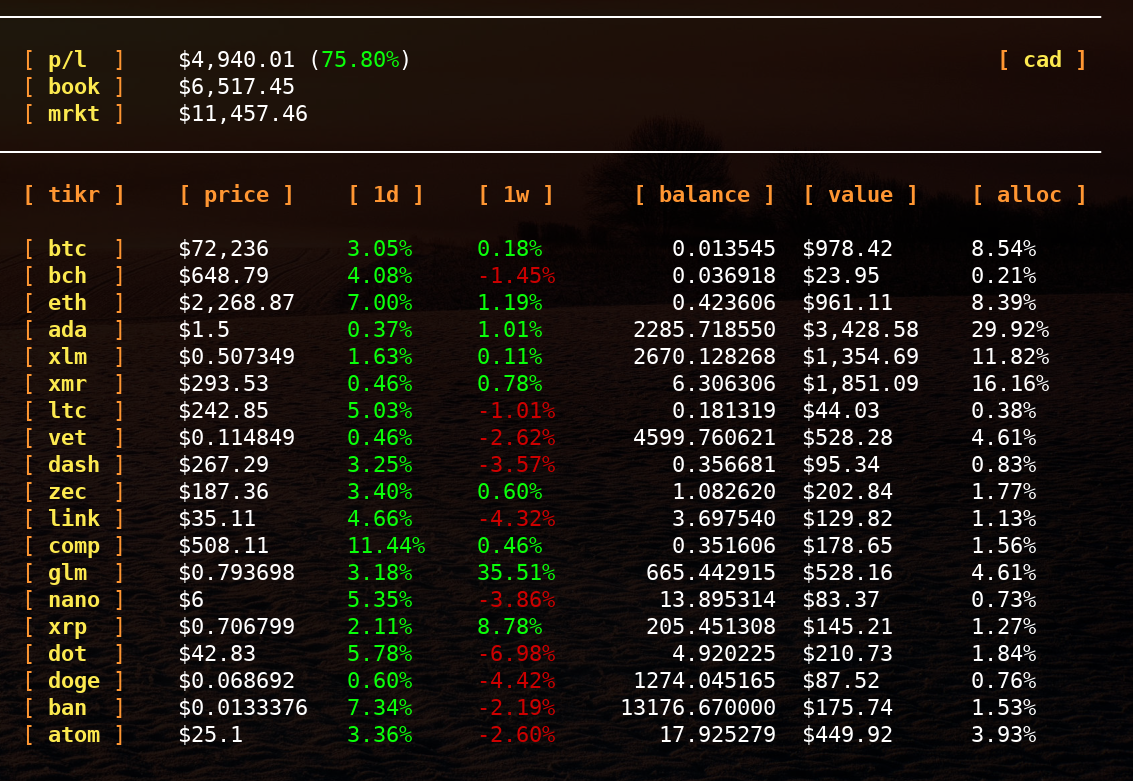 [ p/l  ] $4,940.01 (75.80%) [ cad ]
[ book ] $6,517.45
[ mrkt ] $11,457.46
[ tikr ] [ price ] [ 1d ] [ 1w ] [ balance ] [ value ] [ alloc ]
[ btc  ] $72,236 3.05% 0.18% 0.013545 $978.42 8.54%
[ bch  ] $648.79 4.08% -1.45% 0.036918 $23.95 0.21%
[ eth  ] $2,268.87 7.00% 1.19% 0.423606 $961.11 8.39%
[ ada  ] $1.5 0.37% 1.01% 2285.718550 $3,428.58 29.92%
[ xlm  ] $0.507349 1.63% 0.11% 2670.128268 $1,354.69 11.82%
[ xmr  ] $293.53 0.46% 0.78% 6.306306 $1,851.09 16.16%
[ ltc  ] $242.85 5.03% -1.01% 0.181319 $44.03 0.38%
[ vet  ] $0.114849 0.46% -2.62% 4599.760621 $528.28 4.61%
[ dash ] $267.29 3.25% -3.57% 0.356681 $95.34 0.83%
[ zec  ] $187.36 3.40% 0.60% 1.082620 $202.84 1.77%
[ link ] $35.11 4.66% -4.32% 3.697540 $129.82 1.13%
[ comp ] $508.11 11.44% 0.46% 0.351606 $178.65 1.56%
[ glm  ] $0.793698 3.18% 35.51% 665.442915 $528.16 4.61%
[ nano ] $6 5.35% -3.86% 13.895314 $83.37 0.73%
[ xrp  ] $0.706799 2.11% 8.78% 205.451308 $145.21 1.27%
[ dot  ] $42.83 5.78% -6.98% 4.920225 $210.73 1.84%
[ doge ] $0.068692 0.60% -4.42% 1274.045165 $87.52 0.76%
[ ban  ] $0.0133376 7.34% -2.19% 13176.670000 $175.74 1.53%
[ atom ] $25.1 3.36% -2.60% 17.925279 $449.92 3.93%